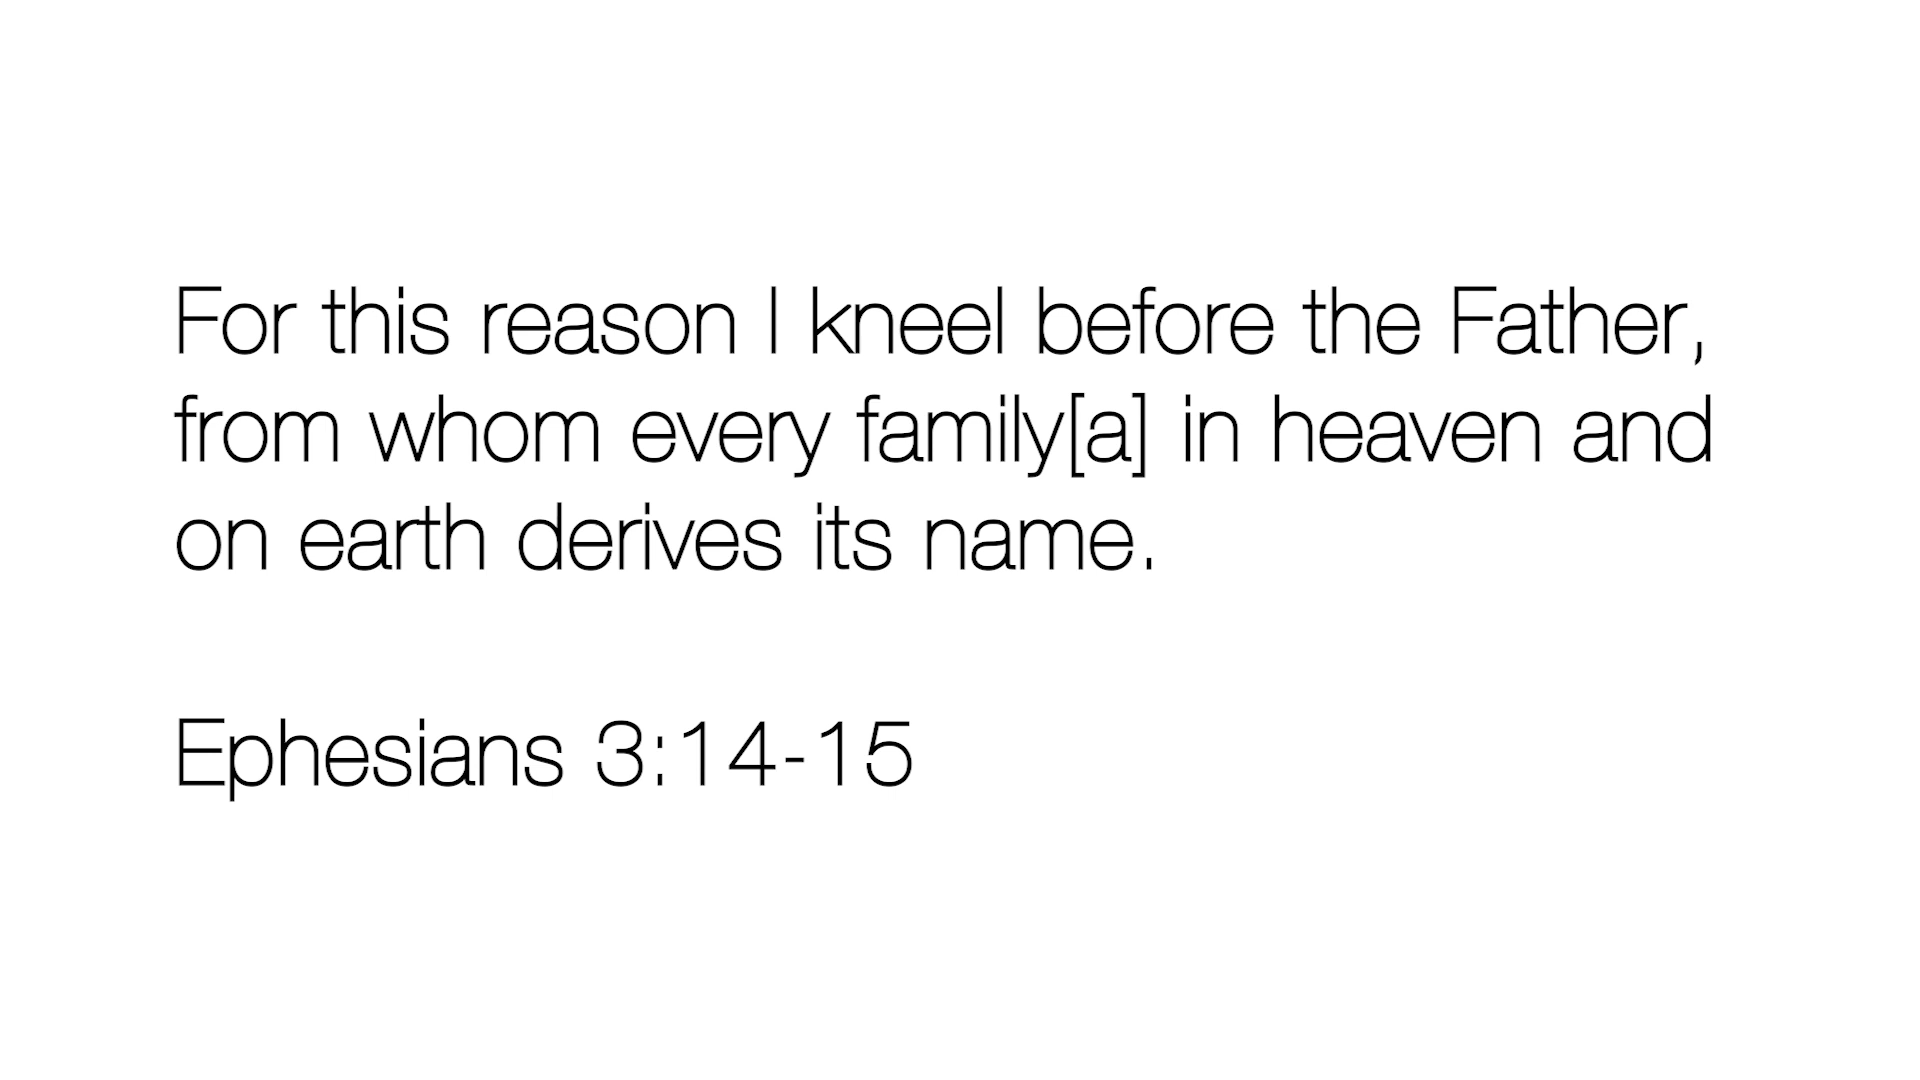 For this reason I kneel before the Father,
from whom every family[a] in heaven and
on earth derives its name.
Ephesians 3:14-15